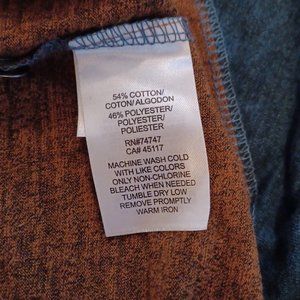 54% COTTON/
COTON/ALGODON
46% POLYESTER/
POLYESTER/
POLIESTER
RN#74747
CA# 45117
MACHINE WASH COLD
WITH LIKE COLORS
ONLY NON-CHLORINE
BLEACH WHEN NEEDED
TUMBLE DRY LOW
REMOVE PROMPTLY
WARM IRON